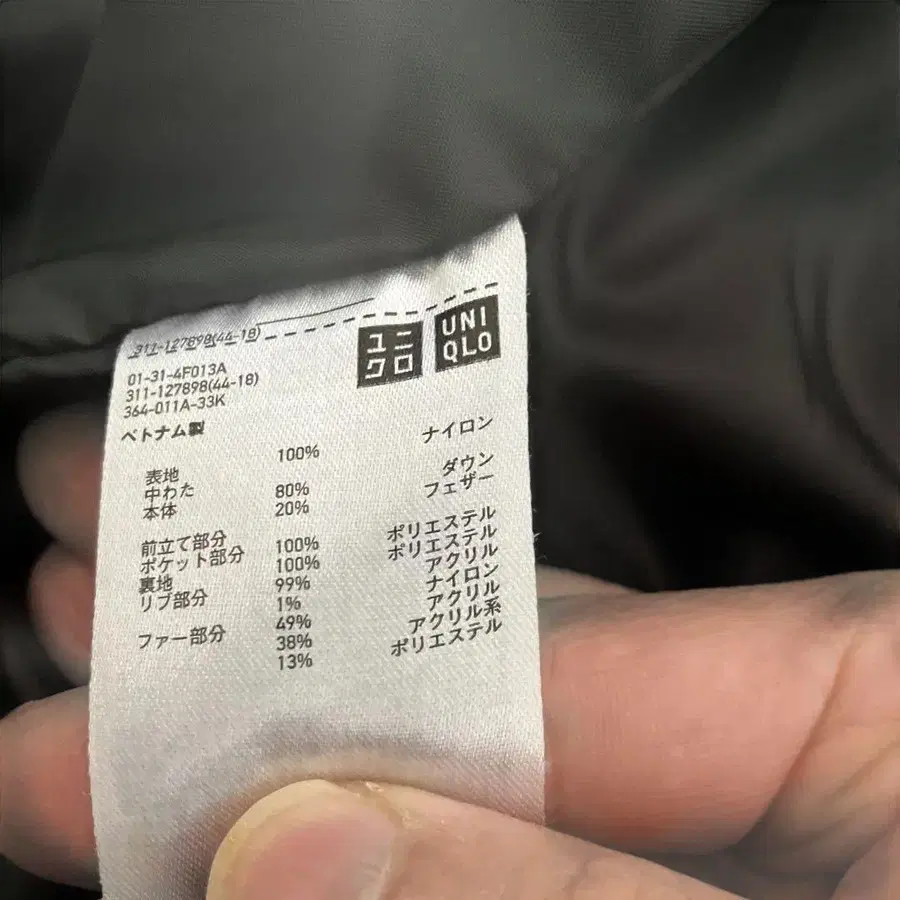 311-127898(44-18)
ユニ
クロ
UNI
QLO
01-31-4F013A
311-127898(44-18)
364-011A-33K
ベトナム製
表地 100% ナイロン
中わた
本体 80% ダウン
20% フェザー
前立て部分
ポケット部分 100% ポリエステル
裏地 100% ポリエステル
リブ部分 99% アクリル
1% ナイロン
ファー部分 49% アクリル
38% アクリル系
13% ポリエステル